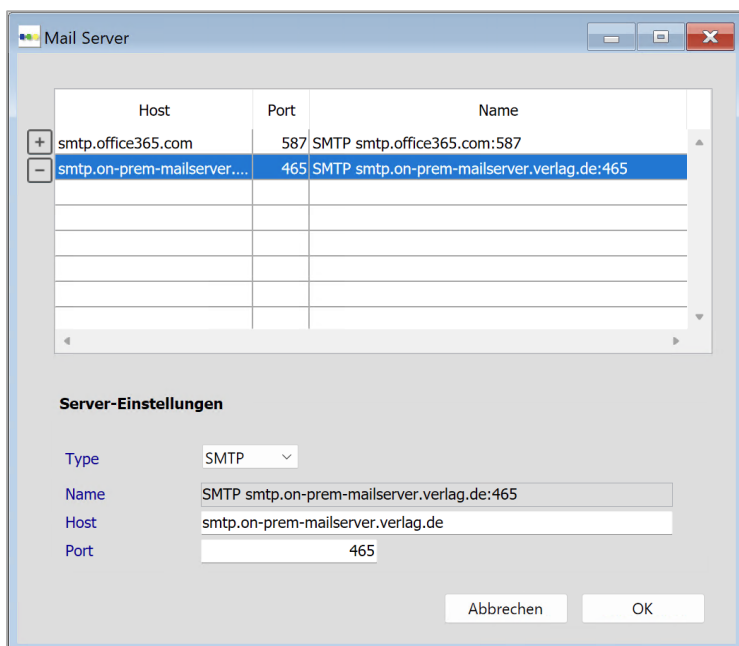 Mail Server
Host Port Name
+ smtp.office365.com 587 SMTP smtp.office365.com:587
− smtp.on-prem-mailserver.... 465 SMTP smtp.on-prem-mailserver.verlag.de:465
Server-Einstellungen
Type SMTP
Name SMTP smtp.on-prem-mailserver.verlag.de:465
Host smtp.on-prem-mailserver.verlag.de
Port 465
Abbrechen OK